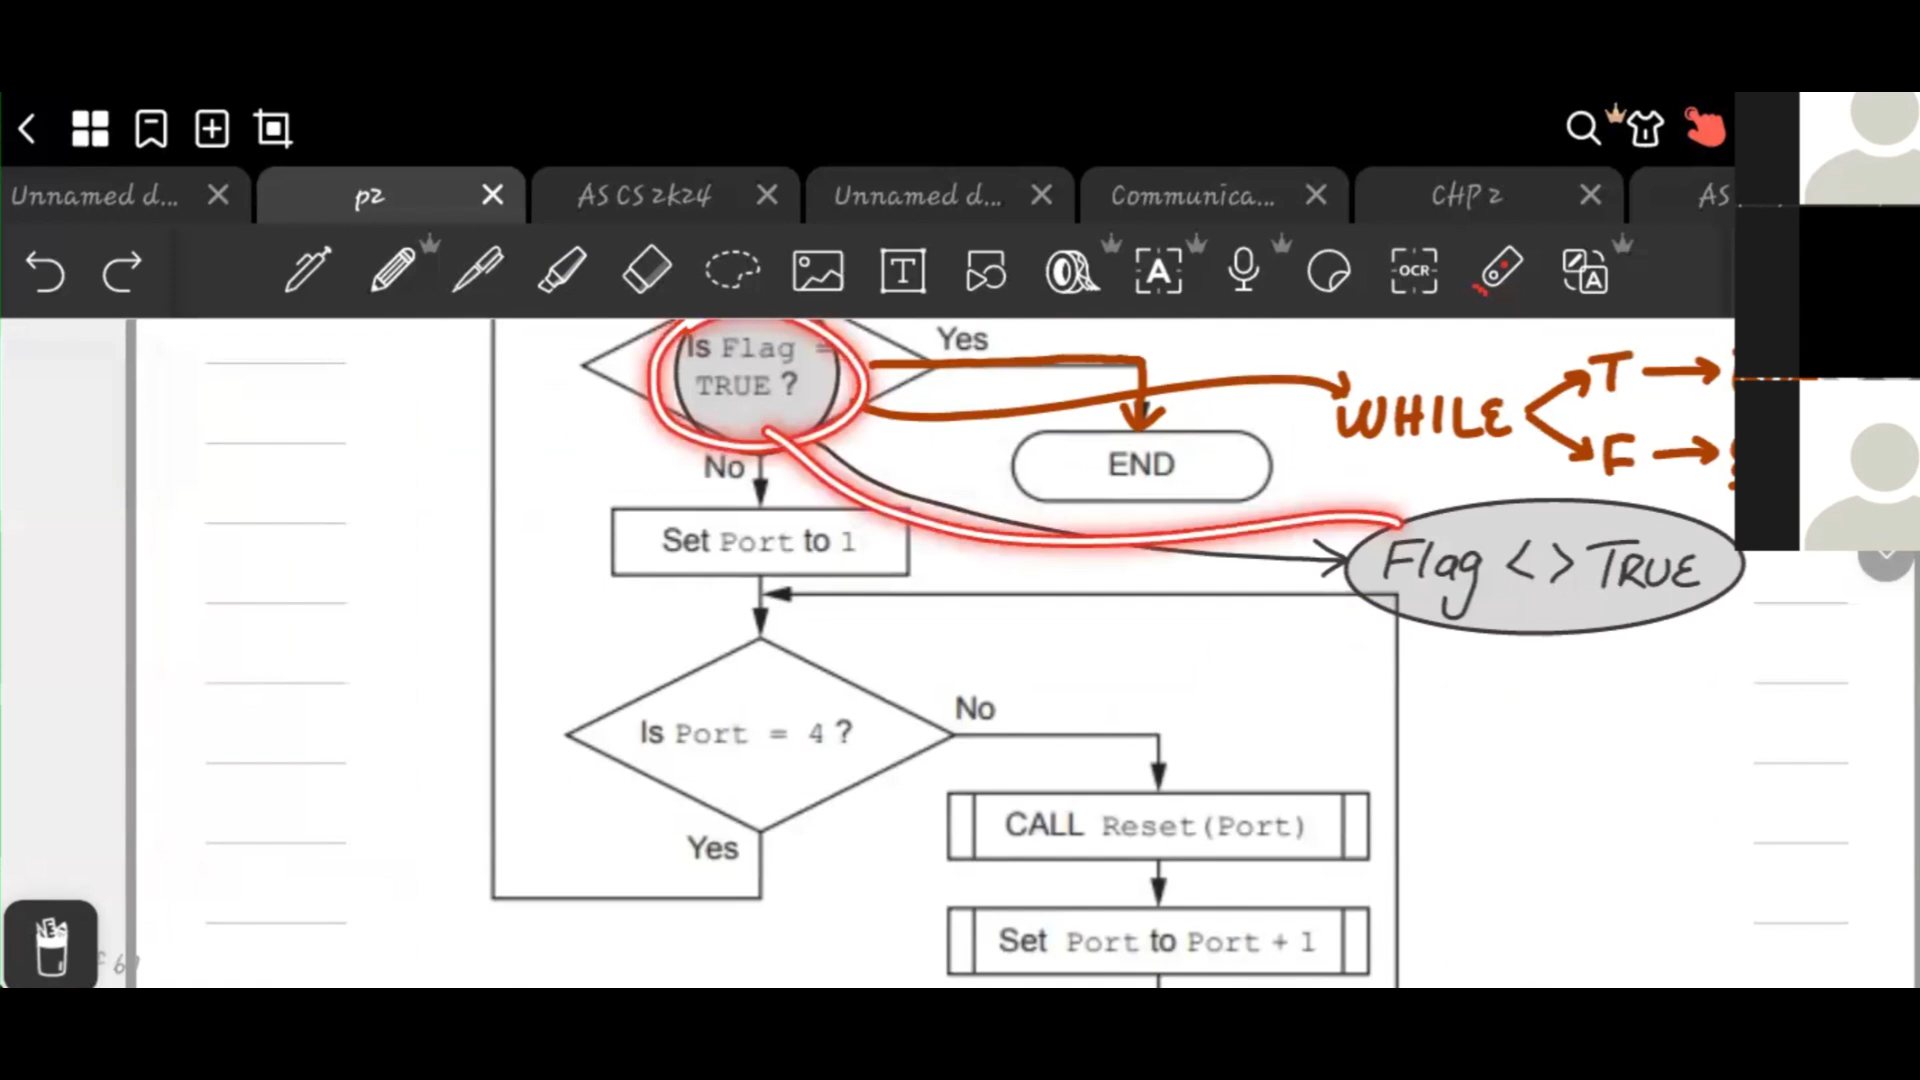 Unnamed d...
p2
AS CS 2k24
Unnamed d...
Communica...
CHP 2
AS
T
A
OCR
A
Is Flag =
TRUE ?
Yes
No
END
WHILE
T
F
Set Port to 1
Flag <> TRUE
Is Port = 4 ?
No
Yes
CALL Reset(Port)
Set Port to Port + 1